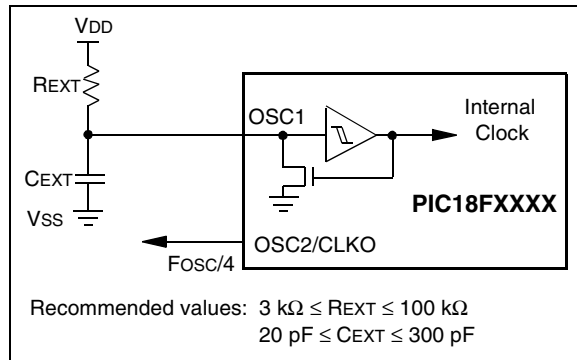 VDD
REXT
OSC1
Internal
Clock
CEXT
PIC18FXXXX
VSS
OSC2/CLKO
FOSC/4
Recommended values: 3 kΩ ≤ REXT ≤ 100 kΩ
20 pF ≤ CEXT ≤ 300 pF